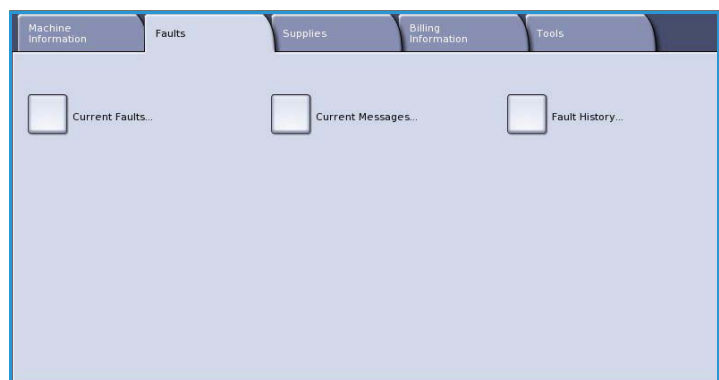 Machine
Information
Faults
Supplies
Billing
Information
Tools
Current Faults...
Current Messages...
Fault History...